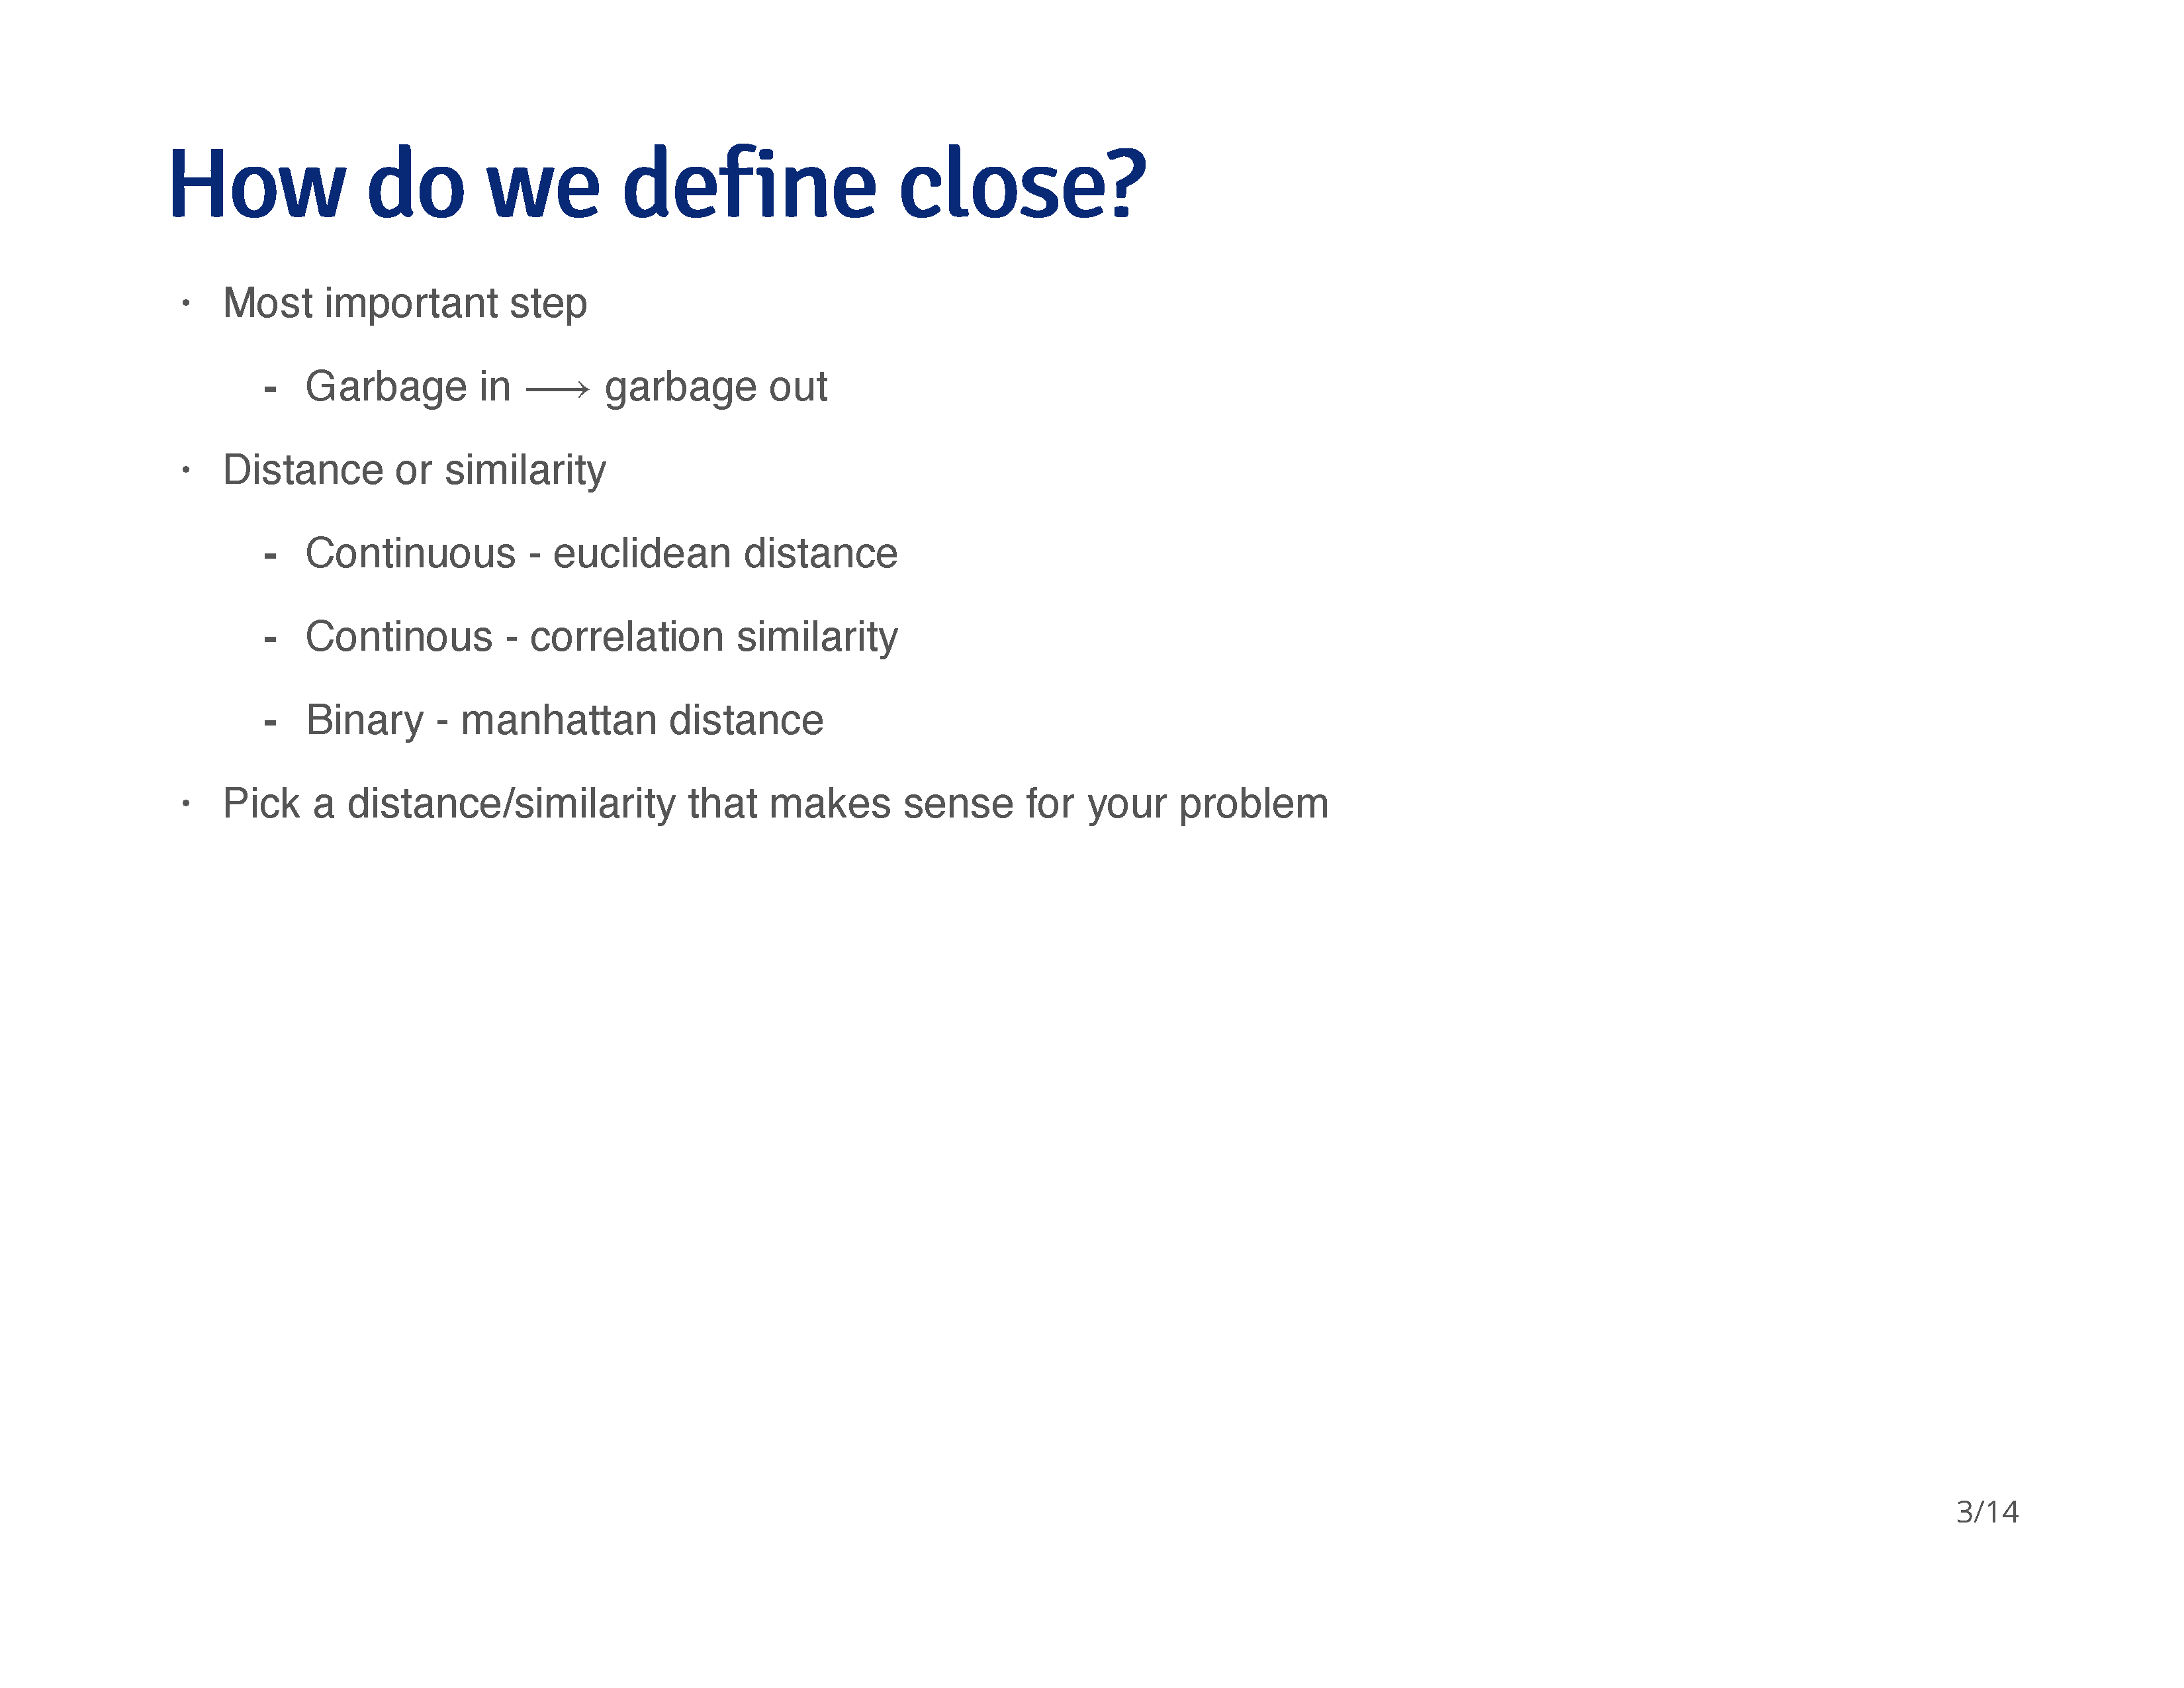 How do we define close?
· Most important step
- Garbage in ⟶ garbage out
· Distance or similarity
- Continuous - euclidean distance
- Continous - correlation similarity
- Binary - manhattan distance
· Pick a distance/similarity that makes sense for your problem
3/14